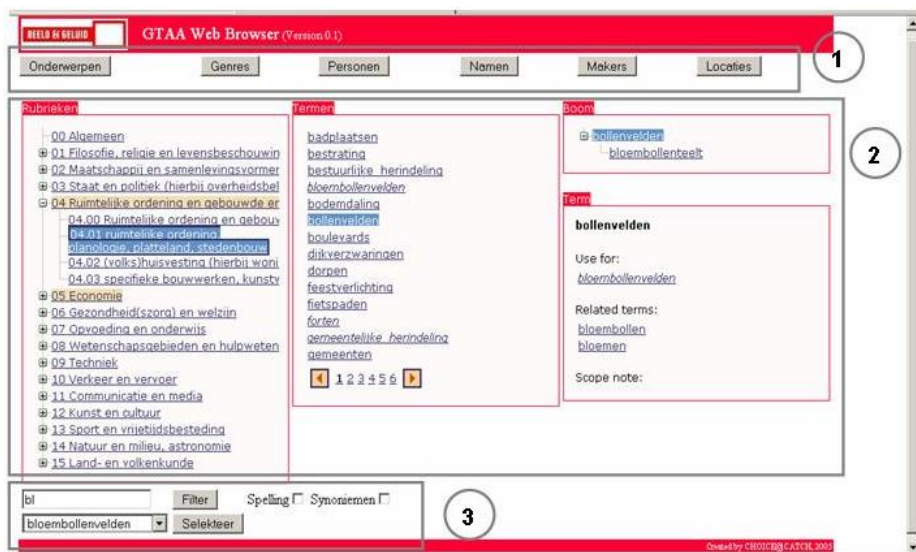 BEELD EN GELUID
GTAA Web Browser (Version 0.1)
1
Onderwerpen Genres Personen Namen Makers Locaties
2
Rubrieken
00 Algemeen
01 Filosofie, religie en levensbeschouwin
02 Maatschappij en samenlevingsvormer
03 Staat en politiek (hierbij overheidsbel
04 Ruimtelijke ordening en gebouwde er
04.00 Ruimtelijke ordening en gebouv
04.01 ruimtelijke ordening,
planologie, platteland, stedenbouw
04.02 (volks)huisvesting (hierbij woni
04.03 specifieke bouwwerken, kunstv
05 Economie
06 Gezondheid(szorg) en welzijn
07 Opvoeding en onderwijs
08 Wetenschapsgebieden en hulpweten
09 Techniek
10 Verkeer en vervoer
11 Communicatie en media
12 Kunst en cultuur
13 Sport en vrijetijdsbesteding
14 Natuur en milieu, astronomie
15 Land- en volkenkunde
Termen
badplaatsen
bestrating
bestuurlijke herindeling
bloembollenvelden
bodemdaling
bollenvelden
boulevards
dijkverzwaringen
dorpen
feestverlichting
fietspaden
forten
gemeentelijke herindeling
gemeenten
1 2 3 4 5 6
Boom
bollenvelden
bloembollenteelt
Term
bollenvelden
Use for:
bloembollenvelden
Related terms:
bloembollen
bloemen
Scope note:
bl Filter Spelling Synoniemen
bloembollenvelden Selekteer
3
Created by CHOICE@CATCH, 2005